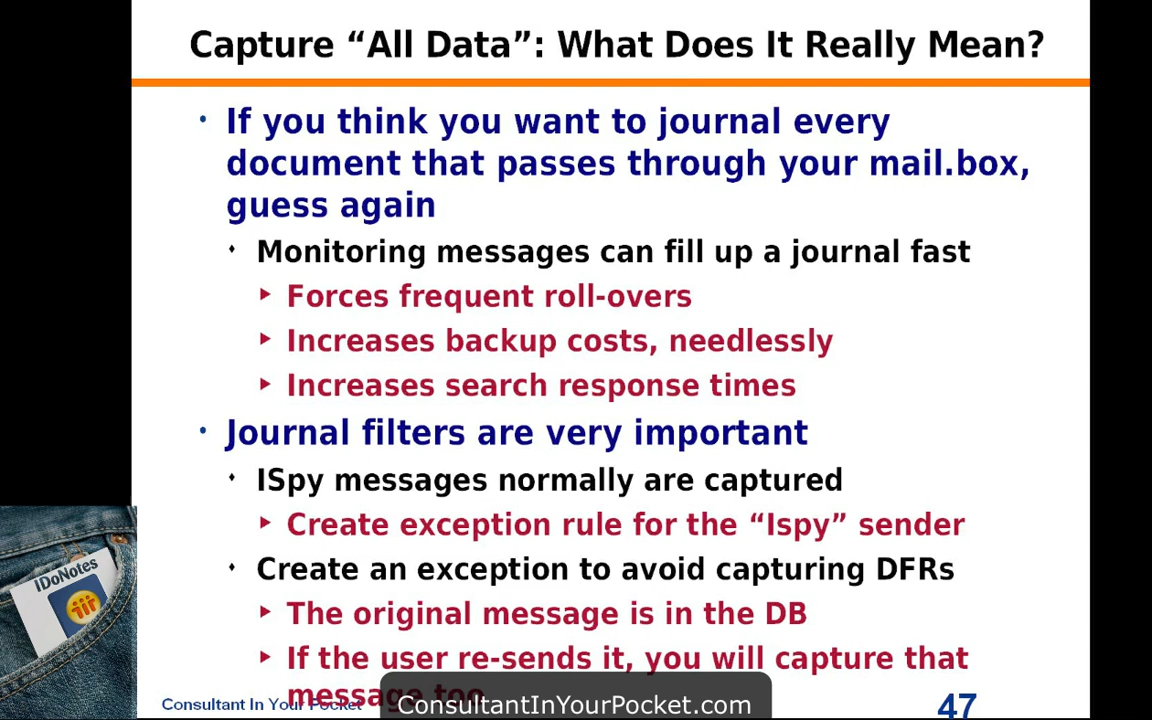 Capture “All Data”: What Does It Really Mean?
• If you think you want to journal every
document that passes through your mail.box,
guess again
Monitoring messages can fill up a journal fast
Forces frequent roll-overs
Increases backup costs, needlessly
Increases search response times
• Journal filters are very important
ISpy messages normally are captured
Create exception rule for the “Ispy” sender
Create an exception to avoid capturing DFRs
The original message is in the DB
If the user re-sends it, you will capture that
message too
IDoNotes
Consultant In Your Pocket
ConsultantInYourPocket.com
47